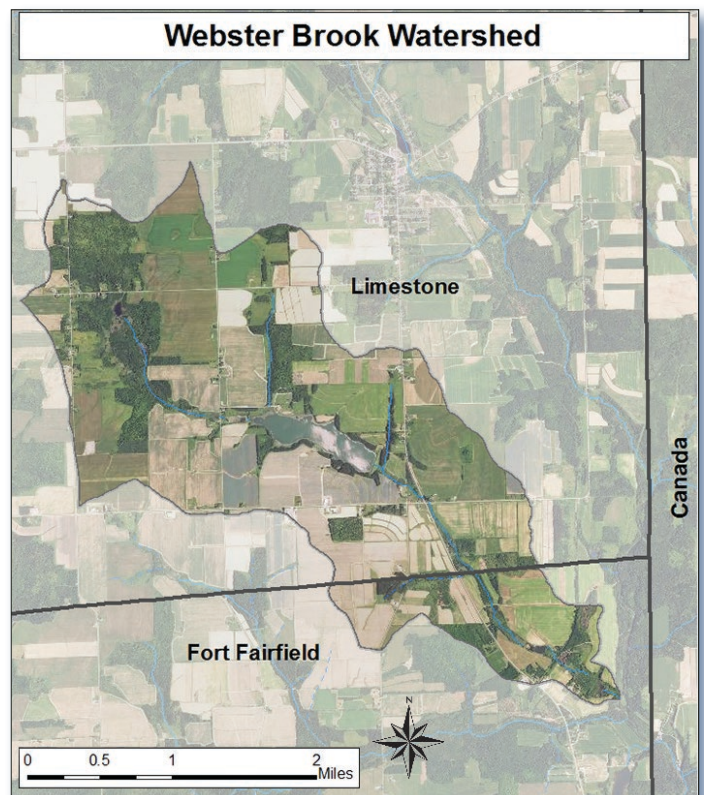 Webster Brook Watershed
Limestone
Canada
Fort Fairfield
N
0 0.5 1 2
Miles